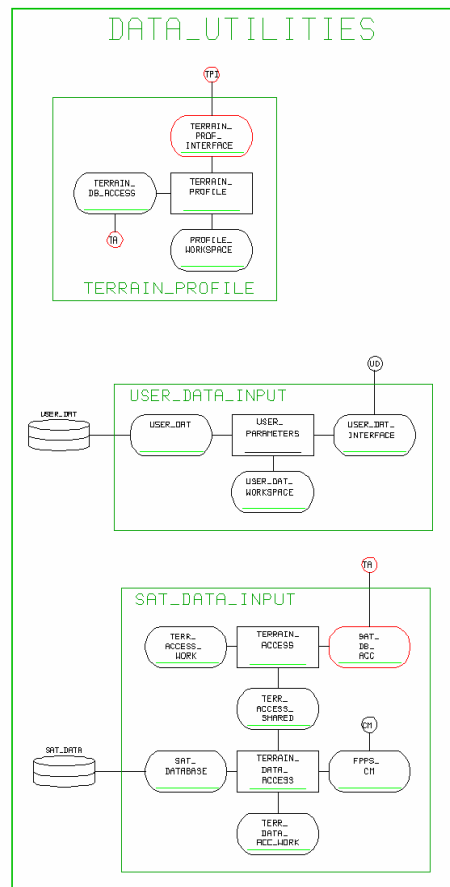 DATA_UTILITIES
TPI
TERRAIN_
PROF_
INTERFACE
TERRAIN_
DB_ACCESS
TERRAIN_
PROFILE
TA
PROFILE_
WORKSPACE
TERRAIN_PROFILE
UD
USER_DATA_INPUT
USER_DAT
USER_DAT
USER_
PARAMETERS
USER_DAT_
INTERFACE
USER_DAT_
WORKSPACE
TA
SAT_DATA_INPUT
TERR_
ACCESS_
WORK
TERRAIN_
ACCESS
SAT_
DB_
ACC
TERR_
ACCESS_
SHARED
CM
SAT_DATA
SAT_
DATABASE
TERRAIN_
DATA_
ACCESS
FPPS_
CM
TERR_
DATA_
ACC_WORK